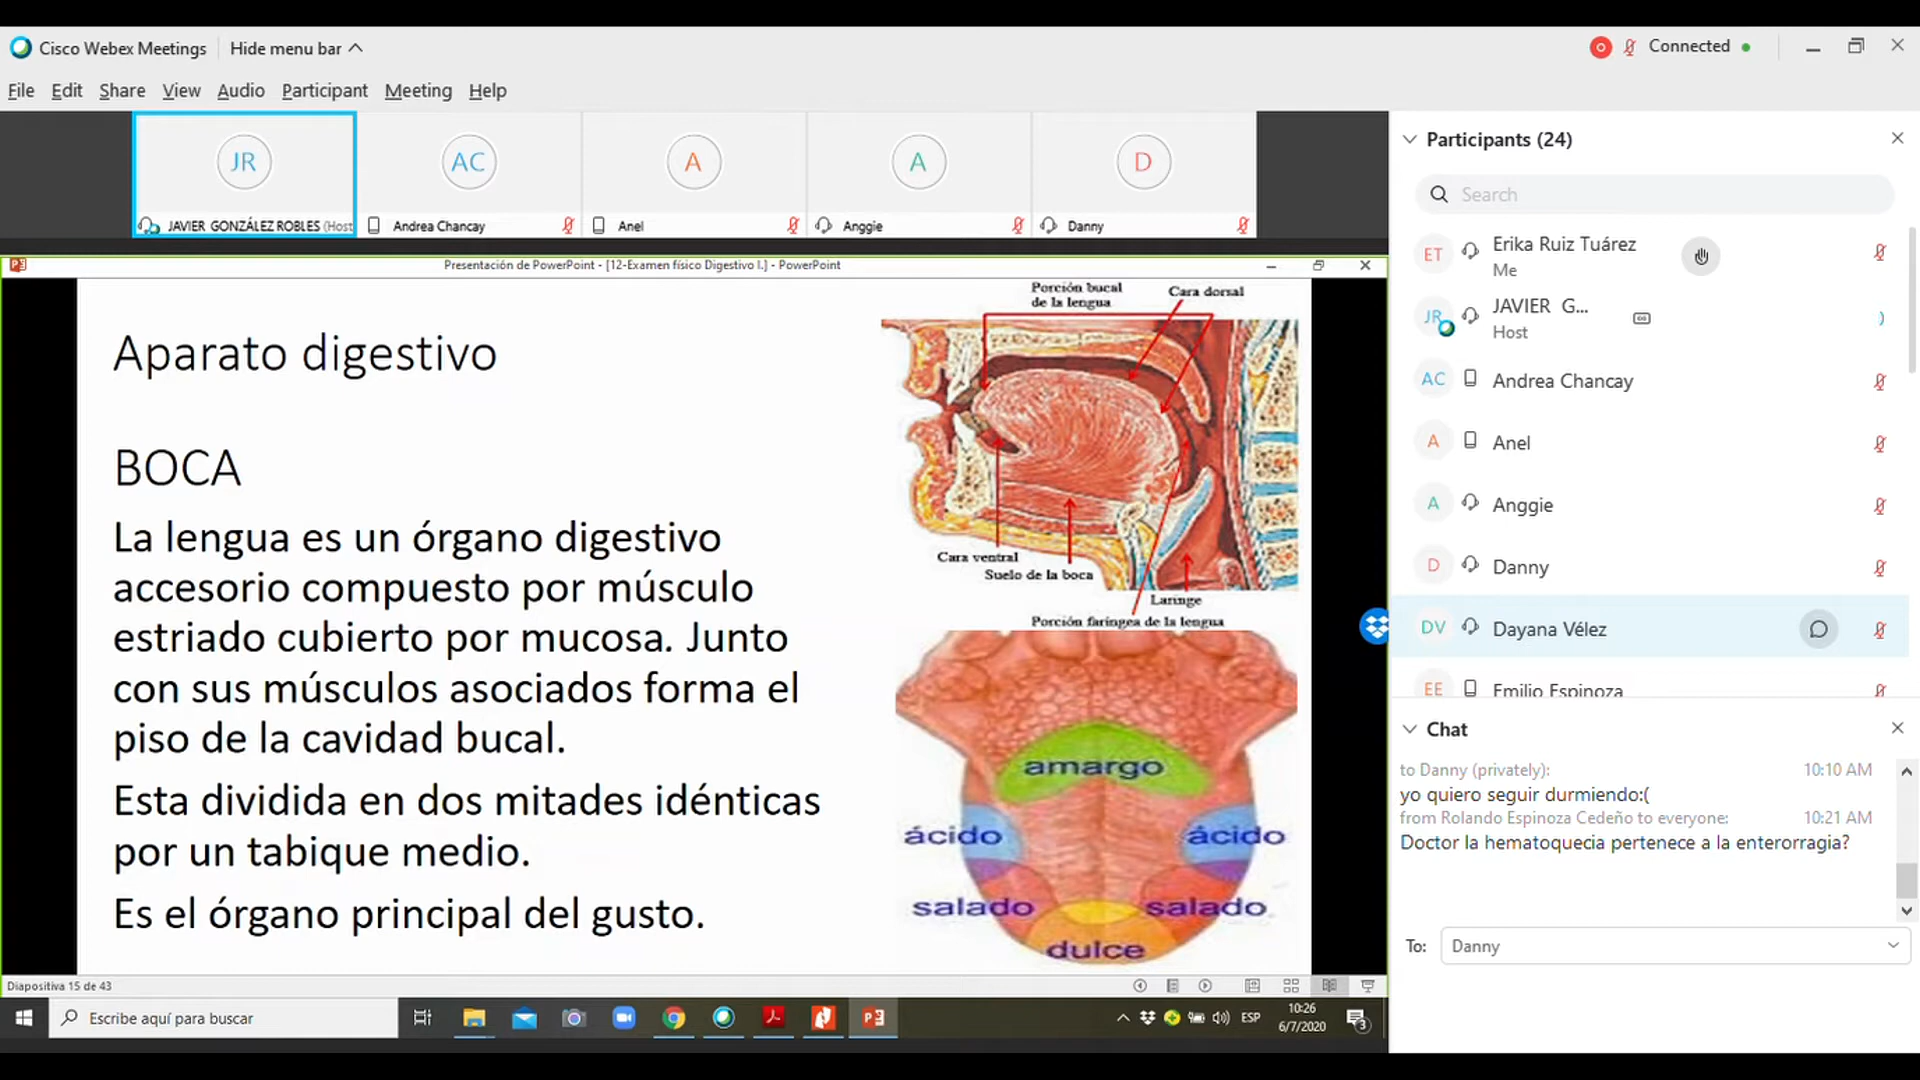 Cisco Webex Meetings
Hide menu bar
Connected
File Edit Share View Audio Participant Meeting Help
JR
JAVIER GONZÁLEZ ROBLES (Host
AC
Andrea Chancay
A
Anel
A
Anggie
D
Danny
Presentación de PowerPoint - [12-Examen físico Digestivo I.] - PowerPoint
Aparato digestivo
BOCA
La lengua es un órgano digestivo
accesorio compuesto por músculo
estriado cubierto por mucosa. Junto
con sus músculos asociados forma el
piso de la cavidad bucal.
Esta dividida en dos mitades idénticas
por un tabique medio.
Es el órgano principal del gusto.
Porción bucal
de la lengua
Cara dorsal
Cara ventral
Suelo de la boca
Laringe
Porción faríngea de la lengua
amargo
ácido ácido
salado salado
dulce
Diapositiva 15 de 43
Escribe aquí para buscar
ESP
10:26
6/7/2020
3
Participants (24)
Search
ET
Erika Ruiz Tuárez
Me
JR
JAVIER G...
Host
AC
Andrea Chancay
A
Anel
A
Anggie
D
Danny
DV
Dayana Vélez
EE
Emilio Espinoza
Chat
to Danny (privately): 10:10 AM
yo quiero seguir durmiendo:(
from Rolando Espinoza Cedeño to everyone: 10:21 AM
Doctor la hematoquecia pertenece a la enterorragia?
To: Danny